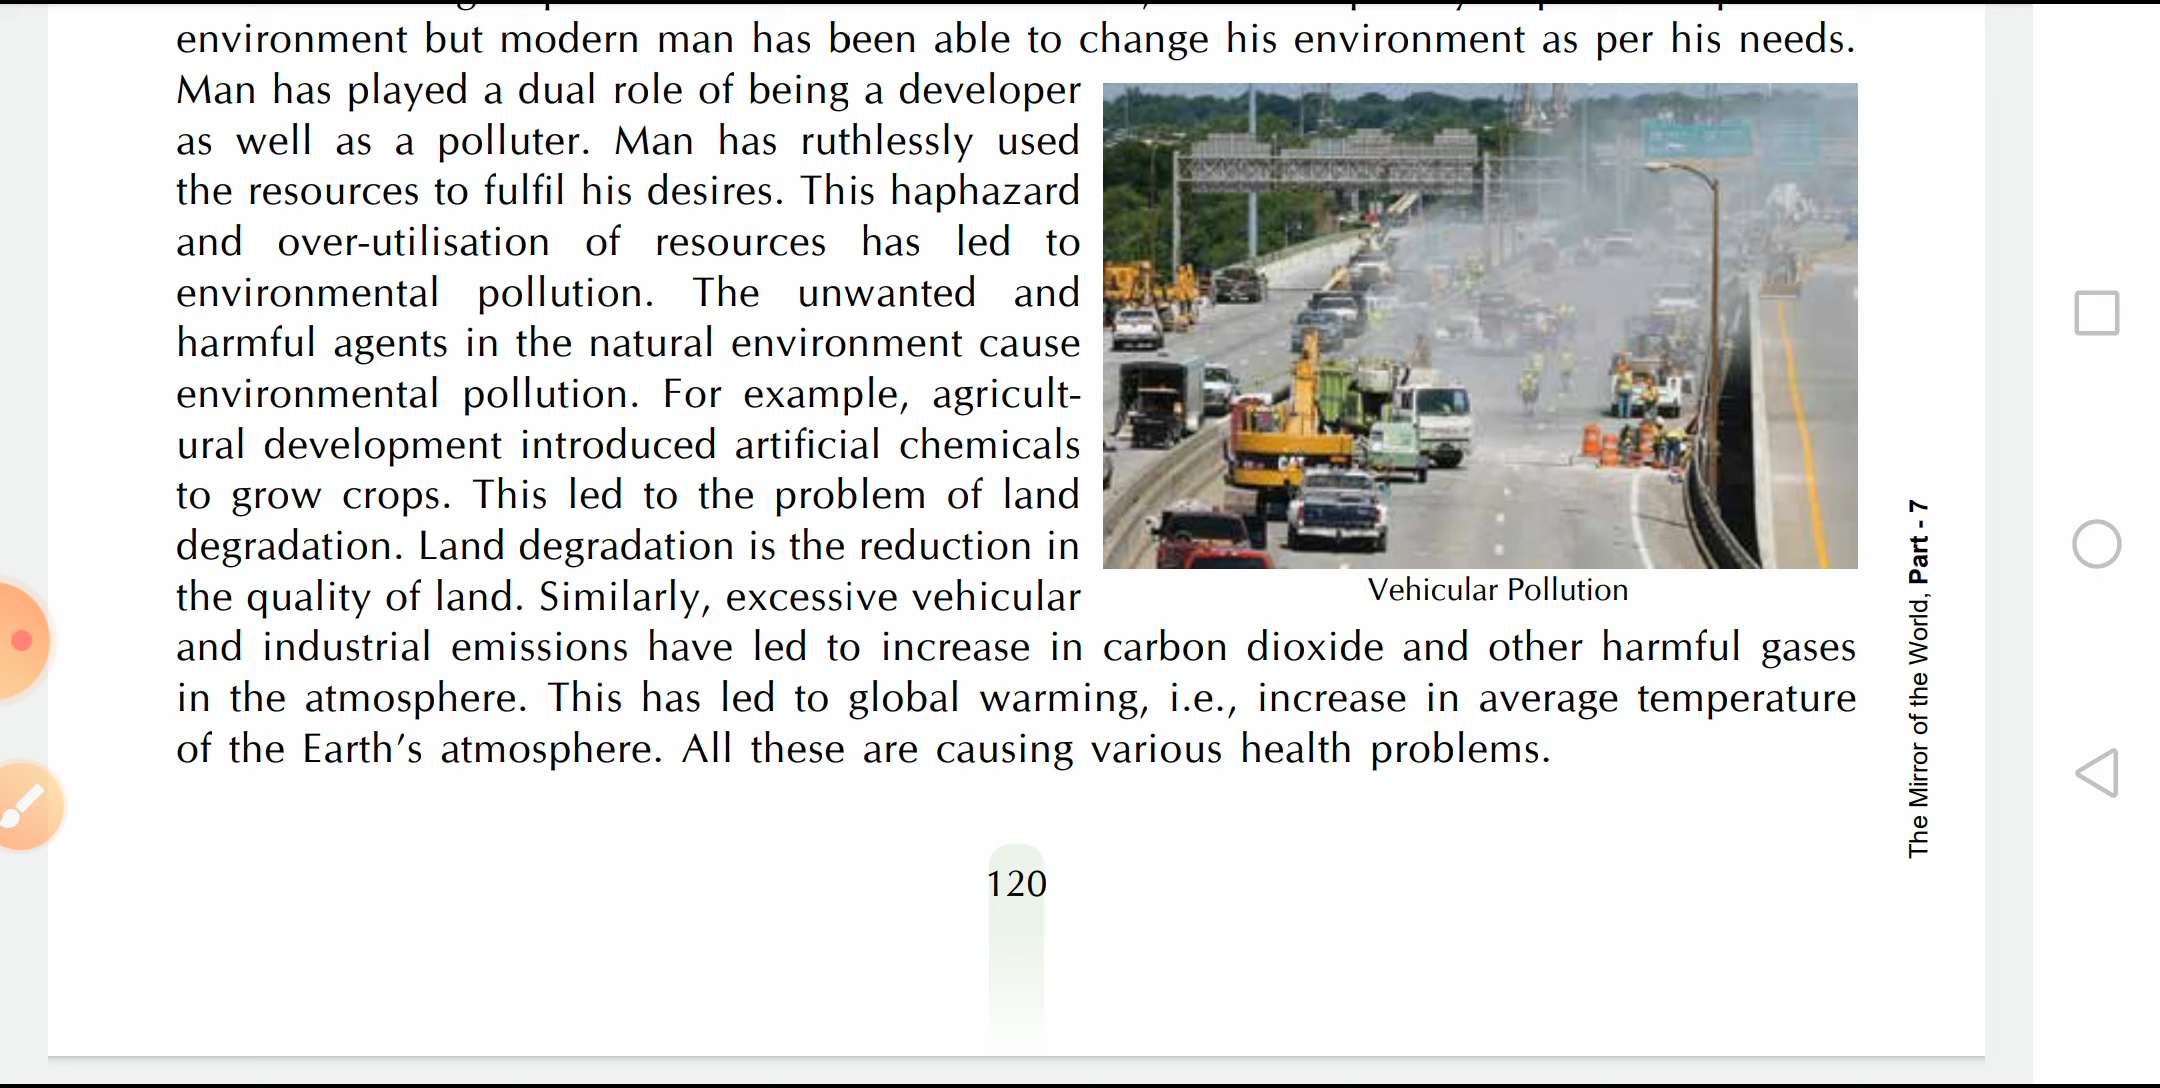 environment but modern man has been able to change his environment as per his needs.
Man has played a dual role of being a developer
as well as a polluter. Man has ruthlessly used
the resources to fulfil his desires. This haphazard
and over-utilisation of resources has led to
environmental pollution. The unwanted and
harmful agents in the natural environment cause
environmental pollution. For example, agricult-
ural development introduced artificial chemicals
to grow crops. This led to the problem of land
degradation. Land degradation is the reduction in
the quality of land. Similarly, excessive vehicular
and industrial emissions have led to increase in carbon dioxide and other harmful gases
in the atmosphere. This has led to global warming, i.e., increase in average temperature
of the Earth's atmosphere. All these are causing various health problems.
Vehicular Pollution
The Mirror of the World, Part - 7
120